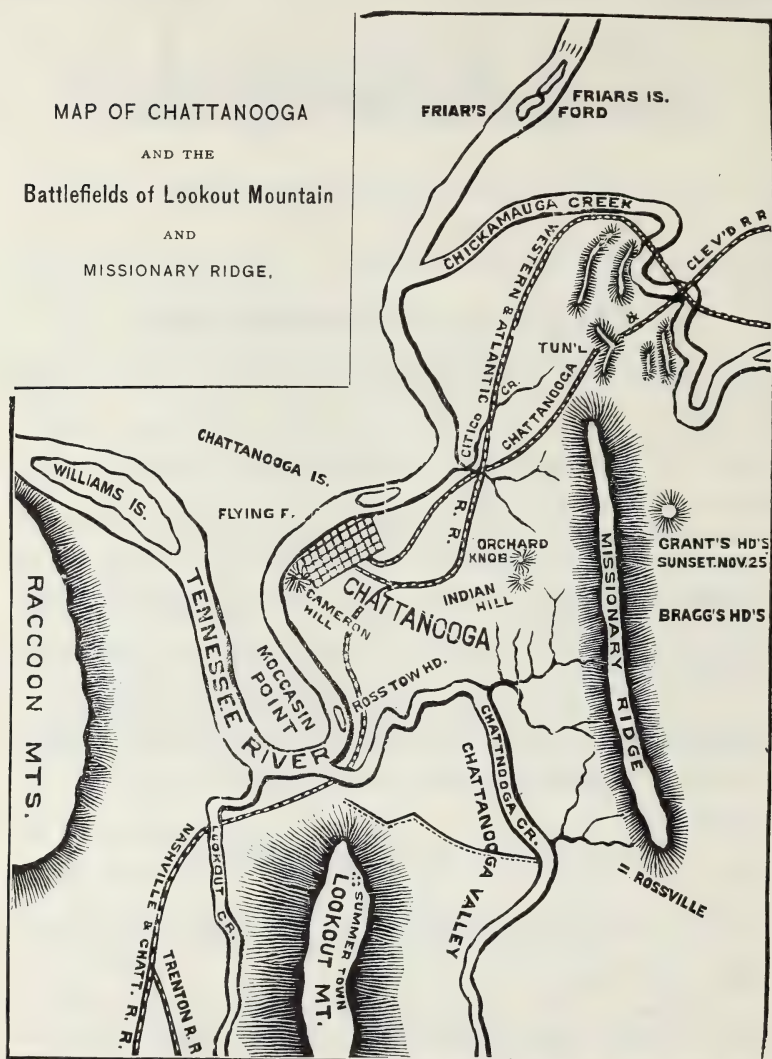 MAP OF CHATTANOOGA
AND THE
Battlefields of Lookout Mountain
AND
MISSIONARY RIDGE,
FRIAR'S
FRIARS IS.
FORD
CHICKAMAUGA CREEK
WESTERN & ATLANTIC
R. R.
CLEV'D R R
&
CHATTANOOGA
TUN'L
CITICO
CR.
CHATTANOOGA IS.
WILLIAMS IS.
FLYING F.
ORCHARD
KNOB
INDIAN
HILL
MISSIONARY RIDGE
GRANT'S HD'S
SUNSET.NOV.25
BRAGG'S HD'S
RACCOON MTS.
TENNESSEE RIVER
MOCCASIN
POINT
CAMERON
HILL
CHATTANOOGA
ROSS TOW HD.
CHATTNOOGA CR.
CHATTANOOGA VALLEY
= ROSSVILLE
NASHVILLE & CHATT. R. R.
LOOKOUT CR.
TRENTON R. R
SUMMER TOWN
LOOKOUT MT.